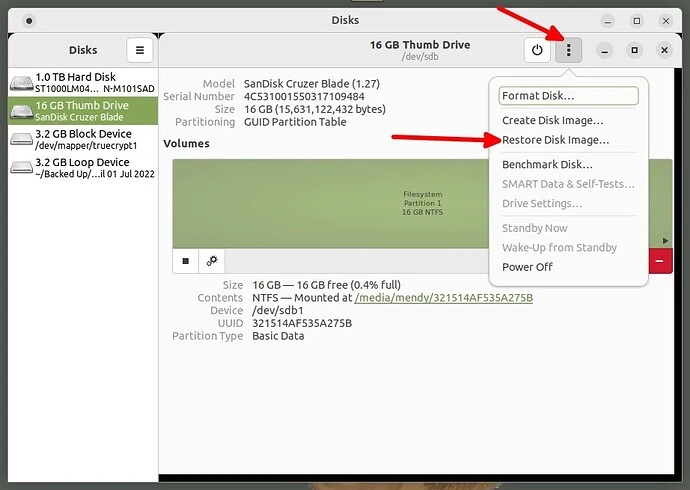 Disks
Disks
16 GB Thumb Drive
/dev/sdb
1.0 TB Hard Disk
ST1000LM04… N-M101SAD
16 GB Thumb Drive
SanDisk Cruzer Blade
3.2 GB Block Device
/dev/mapper/truecrypt1
3.2 GB Loop Device
~/Backed Up/…il 01 Jul 2022
Model SanDisk Cruzer Blade (1.27)
Serial Number 4C531001550317109484
Size 16 GB (15,631,122,432 bytes)
Partitioning GUID Partition Table
Volumes
Filesystem
Partition 1
16 GB NTFS
Size 16 GB — 16 GB free (0.4% full)
Contents NTFS — Mounted at /media/mendy/321514AF535A275B
Device /dev/sdb1
UUID 321514AF535A275B
Partition Type Basic Data
Format Disk…
Create Disk Image…
Restore Disk Image…
Benchmark Disk…
SMART Data & Self-Tests…
Drive Settings…
Standby Now
Wake-Up from Standby
Power Off